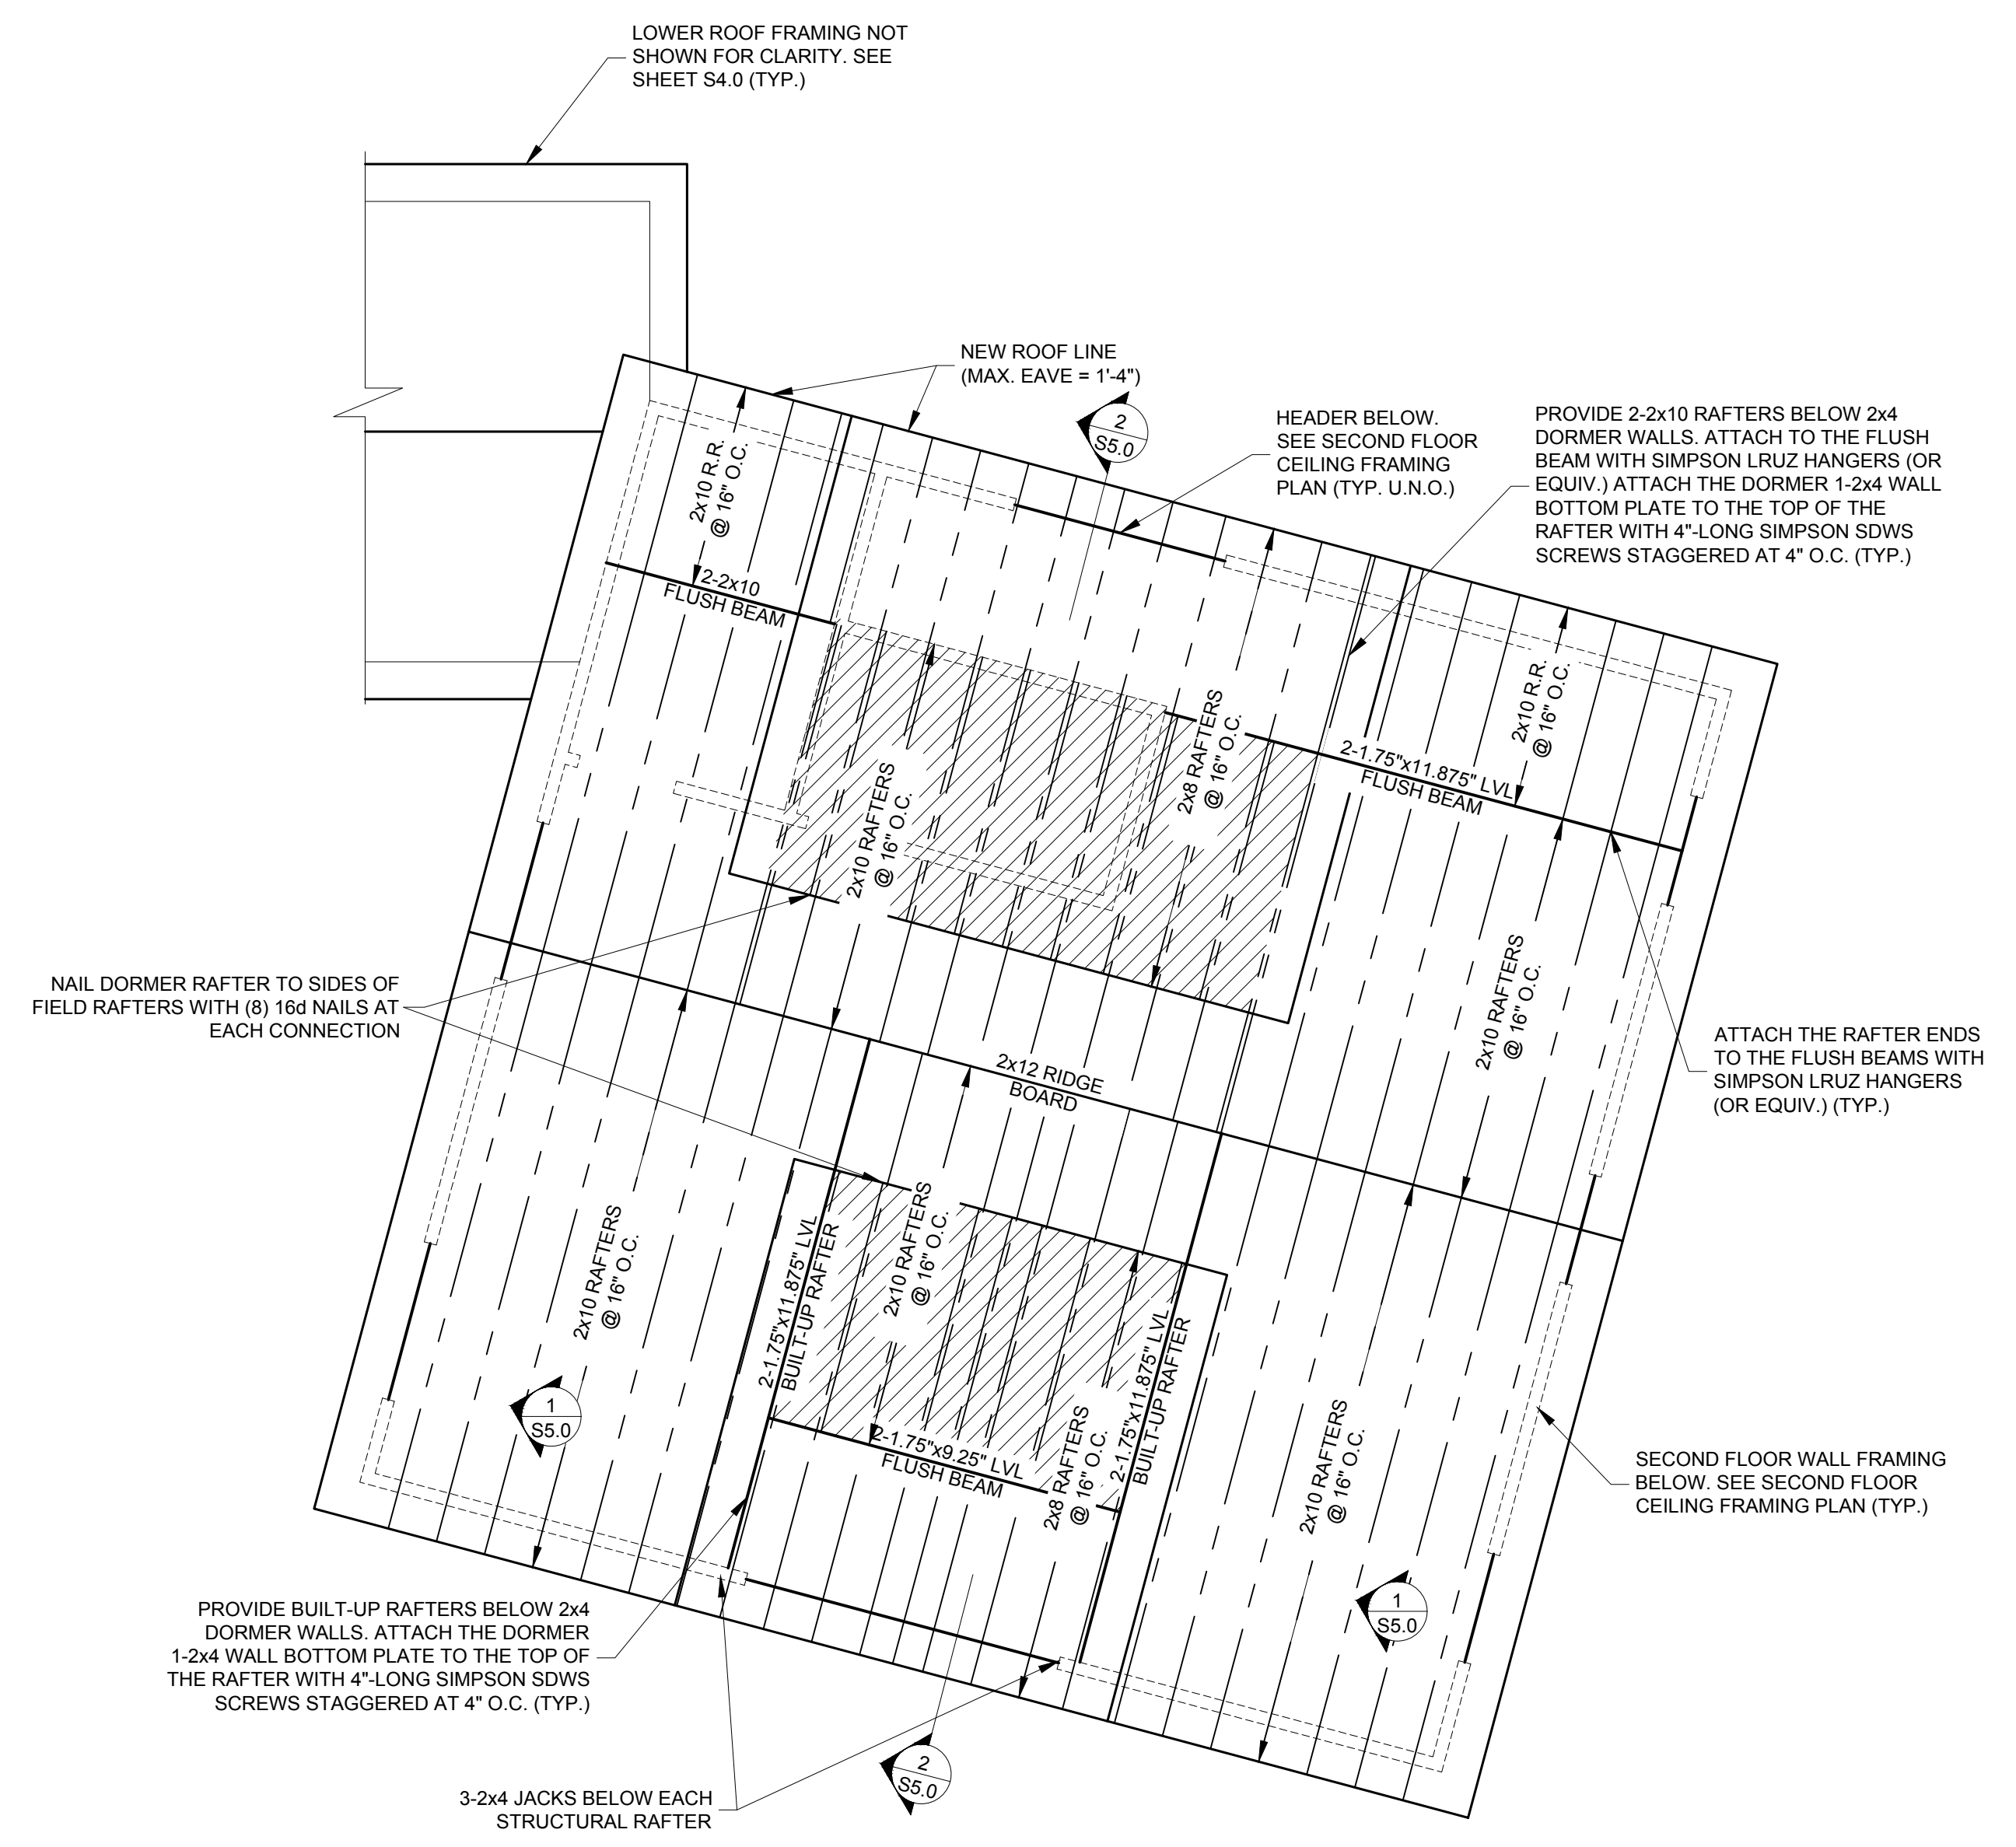 LOWER ROOF FRAMING NOT
SHOWN FOR CLARITY. SEE
SHEET S4.0 (TYP.)
NEW ROOF LINE
(MAX. EAVE = 1'-4")
2
S5.0
HEADER BELOW.
SEE SECOND FLOOR
CEILING FRAMING
PLAN (TYP. U.N.O.)
PROVIDE 2-2x10 RAFTERS BELOW 2x4
DORMER WALLS. ATTACH TO THE FLUSH
BEAM WITH SIMPSON LRUZ HANGERS (OR
EQUIV.) ATTACH THE DORMER 1-2x4 WALL
BOTTOM PLATE TO THE TOP OF THE
RAFTER WITH 4"-LONG SIMPSON SDWS
SCREWS STAGGERED AT 4" O.C. (TYP.)
2x10 R.R.
@ 16" O.C.
2-2x10
FLUSH BEAM
2x10 R.R.
@ 16" O.C.
2x8 RAFTERS
@ 16" O.C.
2-1.75"x11.875" LVL
FLUSH BEAM
2x10 RAFTERS
@ 16" O.C.
2x10 RAFTERS
@ 16" O.C.
NAIL DORMER RAFTER TO SIDES OF
FIELD RAFTERS WITH (8) 16d NAILS AT
EACH CONNECTION
2x12 RIDGE
BOARD
ATTACH THE RAFTER ENDS
TO THE FLUSH BEAMS WITH
SIMPSON LRUZ HANGERS
(OR EQUIV.) (TYP.)
2x10 RAFTERS
@ 16" O.C.
2-1.75"x11.875" LVL
BUILT-UP RAFTER
2x10 RAFTERS
@ 16" O.C.
2-1.75"x9.25" LVL
FLUSH BEAM
2x8 RAFTERS
@ 16" O.C.
2-1.75"x11.875" LVL
BUILT-UP RAFTER
2x10 RAFTERS
@ 16" O.C.
1
S5.0
SECOND FLOOR WALL FRAMING
BELOW. SEE SECOND FLOOR
CEILING FRAMING PLAN (TYP.)
1
S5.0
PROVIDE BUILT-UP RAFTERS BELOW 2x4
DORMER WALLS. ATTACH THE DORMER
1-2x4 WALL BOTTOM PLATE TO THE TOP OF
THE RAFTER WITH 4"-LONG SIMPSON SDWS
SCREWS STAGGERED AT 4" O.C. (TYP.)
2
S5.0
3-2x4 JACKS BELOW EACH
STRUCTURAL RAFTER